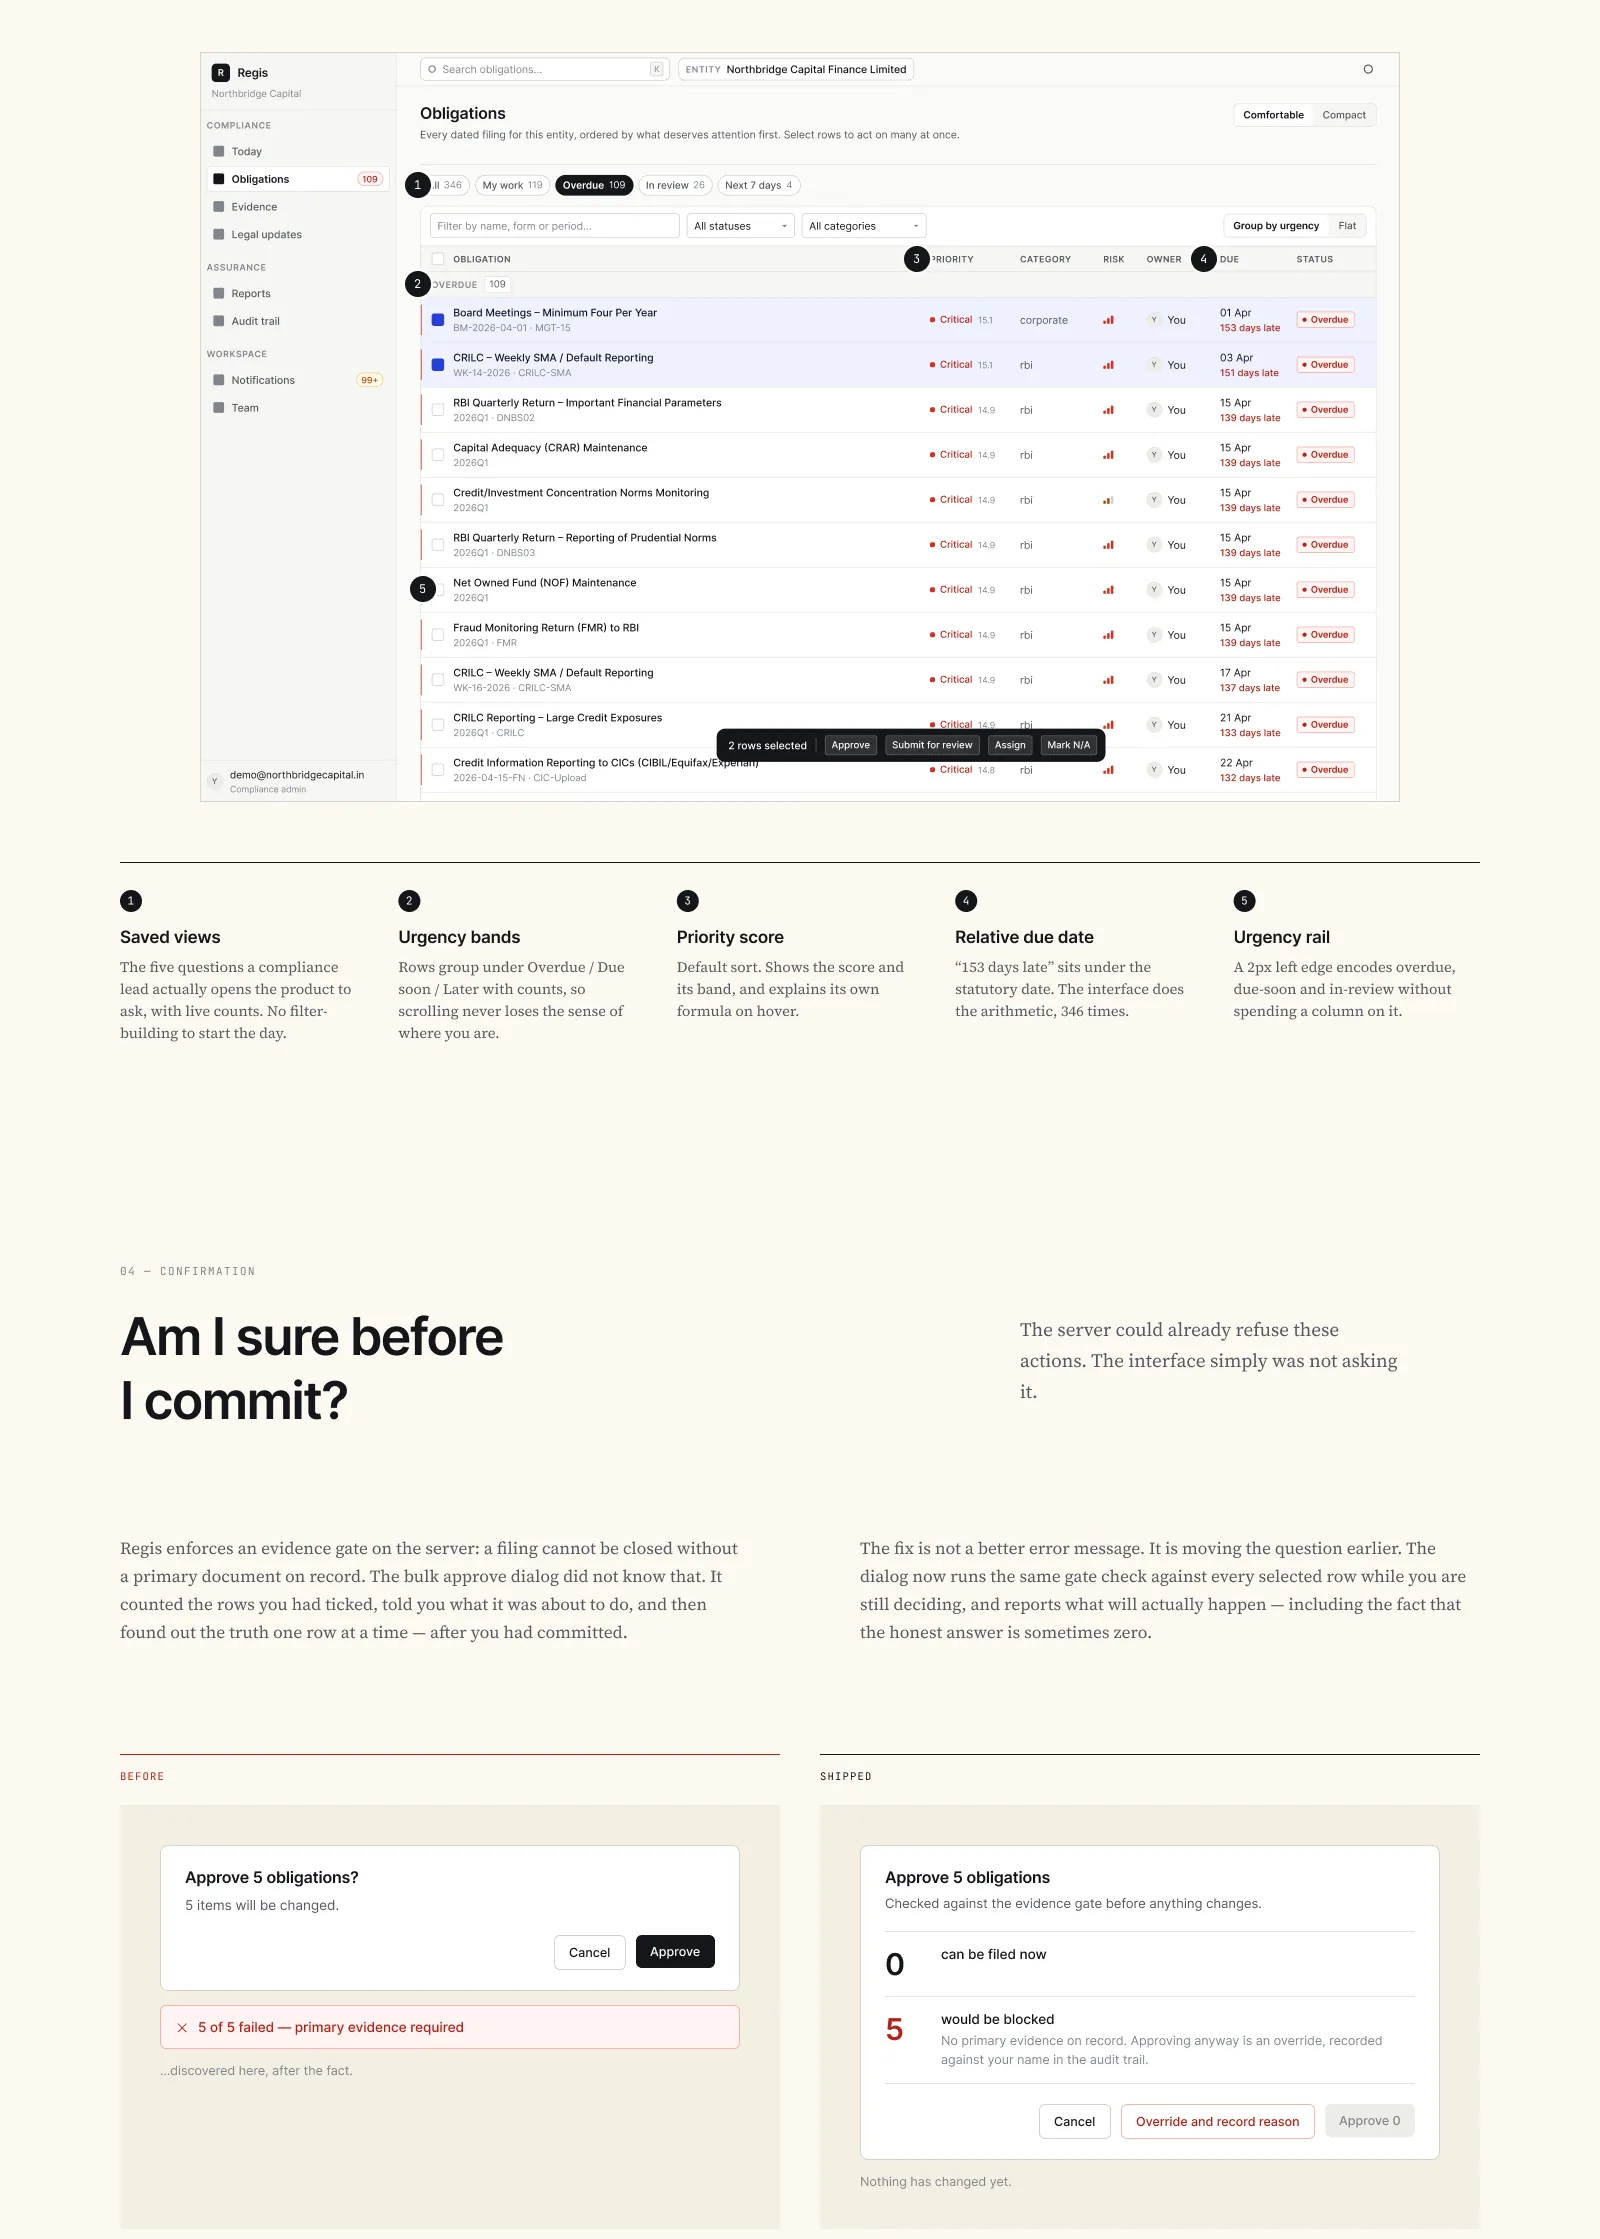 R Regis
Northbridge Capital
COMPLIANCE
Today
Obligations 109
Evidence
Legal updates
ASSURANCE
Reports
Audit trail
WORKSPACE
Notifications 99+
Team
Y demo@northbridgecapital.in
Compliance admin
Search obligations... K ENTITY Northbridge Capital Finance Limited
Obligations
Every dated filing for this entity, ordered by what deserves attention first. Select rows to act on many at once.
Comfortable Compact
1 ll 346 My work 119 Overdue 109 In review 26 Next 7 days 4
Filter by name, form or period... All statuses All categories Group by urgency Flat
OBLIGATION 3 PRIORITY CATEGORY RISK OWNER 4 DUE STATUS
2 OVERDUE 109
Board Meetings – Minimum Four Per Year
BM-2026-04-01 · MGT-15
Critical 15.1 corporate Y You 01 Apr
153 days late Overdue
CRILC – Weekly SMA / Default Reporting
WK-14-2026 · CRILC-SMA
Critical 15.1 rbi Y You 03 Apr
151 days late Overdue
RBI Quarterly Return – Important Financial Parameters
2026Q1 · DNBS02
Critical 14.9 rbi Y You 15 Apr
139 days late Overdue
Capital Adequacy (CRAR) Maintenance
2026Q1
Critical 14.9 rbi Y You 15 Apr
139 days late Overdue
Credit/Investment Concentration Norms Monitoring
2026Q1
Critical 14.9 rbi Y You 15 Apr
139 days late Overdue
RBI Quarterly Return – Reporting of Prudential Norms
2026Q1 · DNBS03
Critical 14.9 rbi Y You 15 Apr
139 days late Overdue
5 Net Owned Fund (NOF) Maintenance
2026Q1
Critical 14.9 rbi Y You 15 Apr
139 days late Overdue
Fraud Monitoring Return (FMR) to RBI
2026Q1 · FMR
Critical 14.9 rbi Y You 15 Apr
139 days late Overdue
CRILC – Weekly SMA / Default Reporting
WK-16-2026 · CRILC-SMA
Critical 14.9 rbi Y You 17 Apr
137 days late Overdue
CRILC Reporting – Large Credit Exposures
2026Q1 · CRILC
Critical 14.9 rbi Y You 21 Apr
133 days late Overdue
2 rows selected Approve Submit for review Assign Mark N/A
Credit Information Reporting to CICs (CIBIL/Equifax/Experian)
2026-04-15-FN · CIC-Upload
Critical 14.8 rbi Y You 22 Apr
132 days late Overdue
1
Saved views
The five questions a compliance
lead actually opens the product to
ask, with live counts. No filter-
building to start the day.
2
Urgency bands
Rows group under Overdue / Due
soon / Later with counts, so
scrolling never loses the sense of
where you are.
3
Priority score
Default sort. Shows the score and
its band, and explains its own
formula on hover.
4
Relative due date
“153 days late” sits under the
statutory date. The interface does
the arithmetic, 346 times.
5
Urgency rail
A 2px left edge encodes overdue,
due-soon and in-review without
spending a column on it.
04 — CONFIRMATION
Am I sure before
I commit?
The server could already refuse these
actions. The interface simply was not asking
it.
Regis enforces an evidence gate on the server: a filing cannot be closed without
a primary document on record. The bulk approve dialog did not know that. It
counted the rows you had ticked, told you what it was about to do, and then
found out the truth one row at a time — after you had committed.
The fix is not a better error message. It is moving the question earlier. The
dialog now runs the same gate check against every selected row while you are
still deciding, and reports what will actually happen — including the fact that
the honest answer is sometimes zero.
BEFORE
Approve 5 obligations?
5 items will be changed.
Cancel Approve
5 of 5 failed — primary evidence required
...discovered here, after the fact.
SHIPPED
Approve 5 obligations
Checked against the evidence gate before anything changes.
0 can be filed now
5 would be blocked
No primary evidence on record. Approving anyway is an override, recorded
against your name in the audit trail.
Cancel Override and record reason Approve 0
Nothing has changed yet.